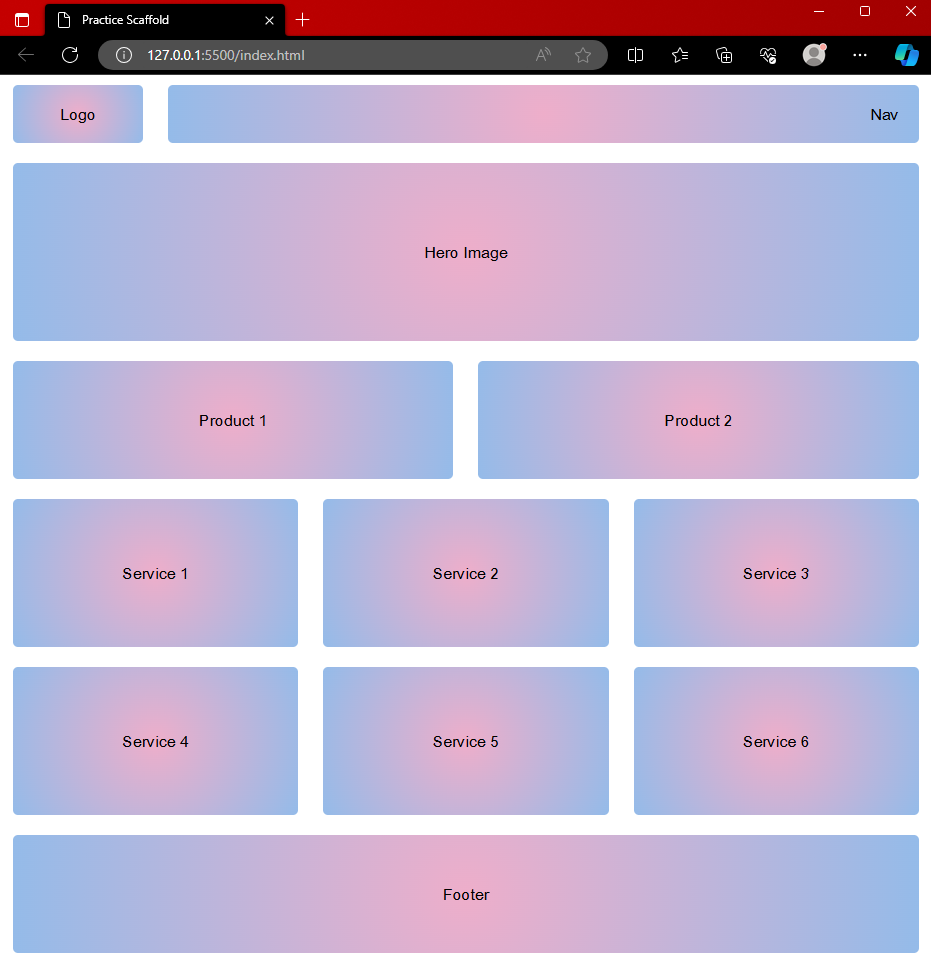 Practice Scaffold
127.0.0.1:5500/index.html
Logo
Nav
Hero Image
Product 1
Product 2
Service 1
Service 2
Service 3
Service 4
Service 5
Service 6
Footer